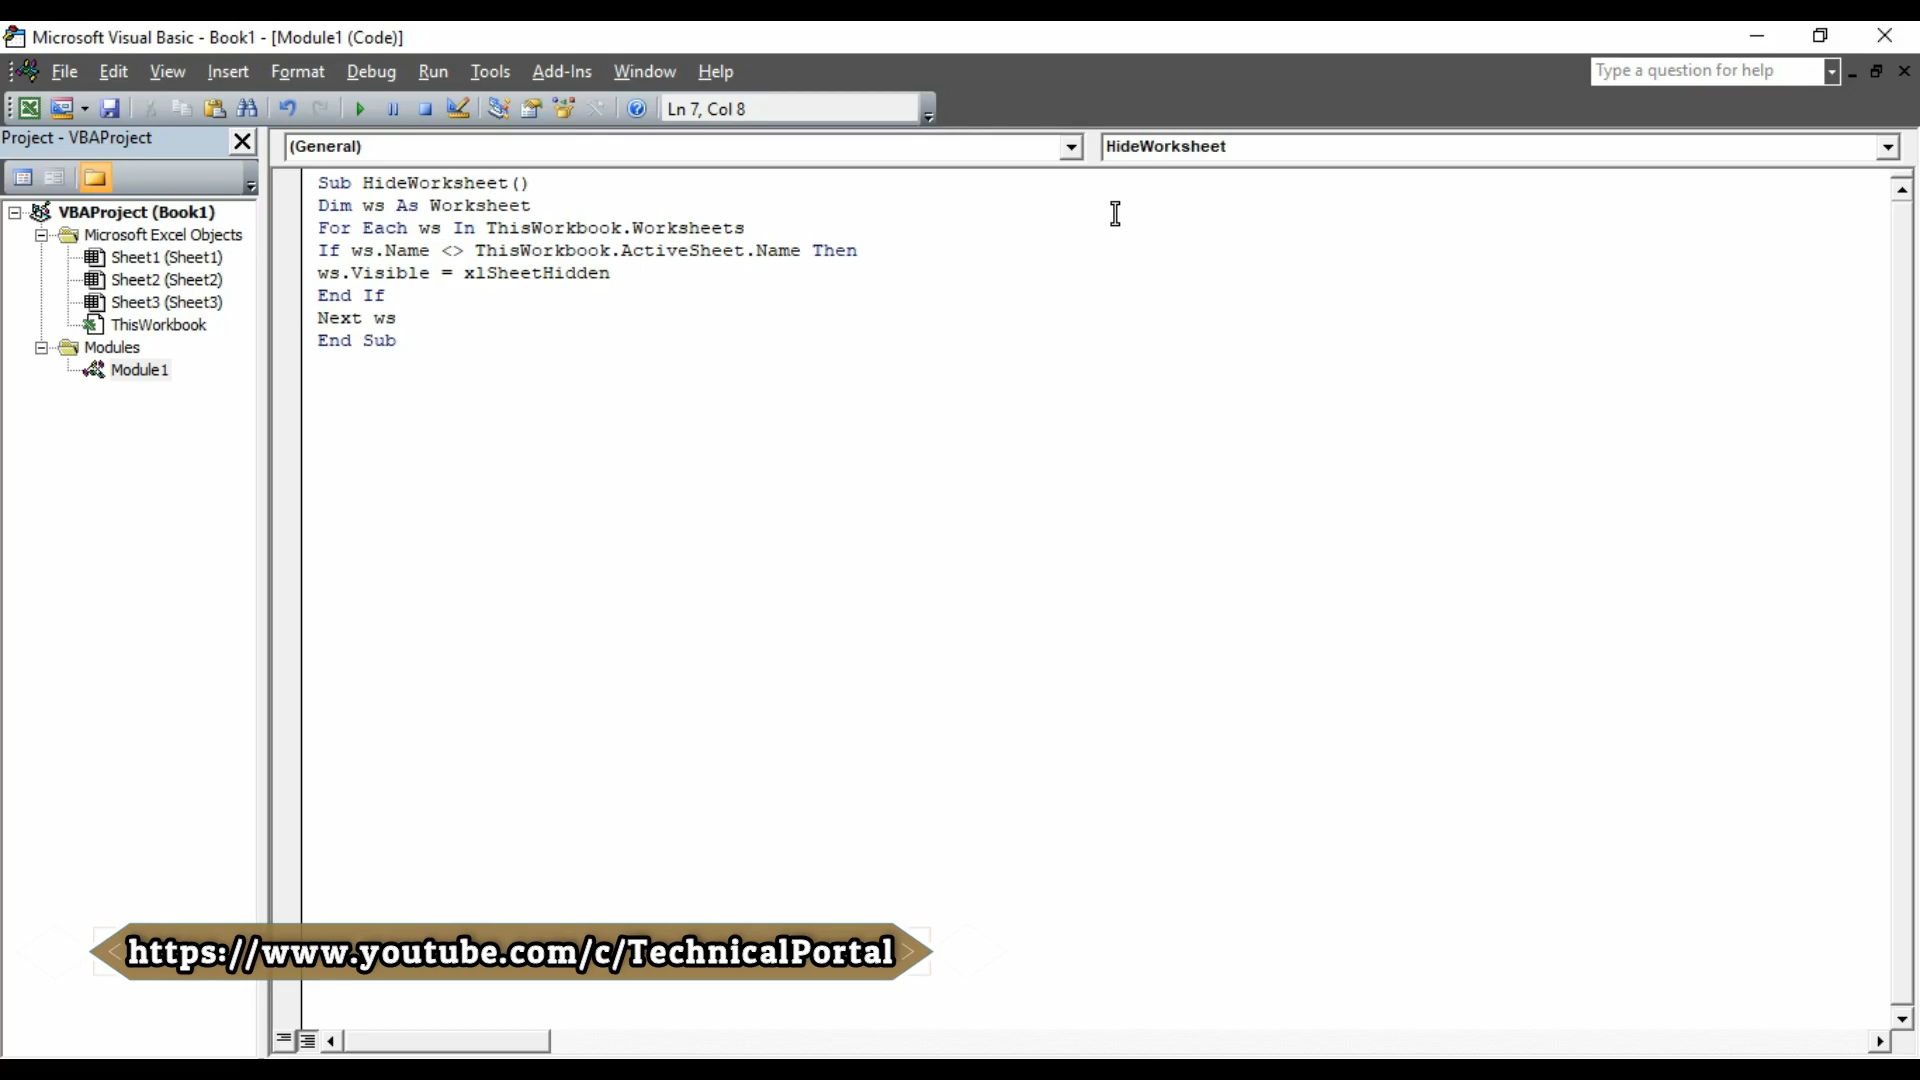 Microsoft Visual Basic - Book1 - [Module1 (Code)]
File Edit View Insert Format Debug Run Tools Add-Ins Window Help
Type a question for help
Ln 7, Col 8
Project - VBAProject
(General)
HideWorksheet
VBAProject (Book1)
Microsoft Excel Objects
Sheet1 (Sheet1)
Sheet2 (Sheet2)
Sheet3 (Sheet3)
ThisWorkbook
Modules
Module1
Sub HideWorksheet()
Dim ws As Worksheet
For Each ws In ThisWorkbook.Worksheets
If ws.Name <> ThisWorkbook.ActiveSheet.Name Then
ws.Visible = xlSheetHidden
End If
Next ws
End Sub
https://www.youtube.com/c/TechnicalPortal